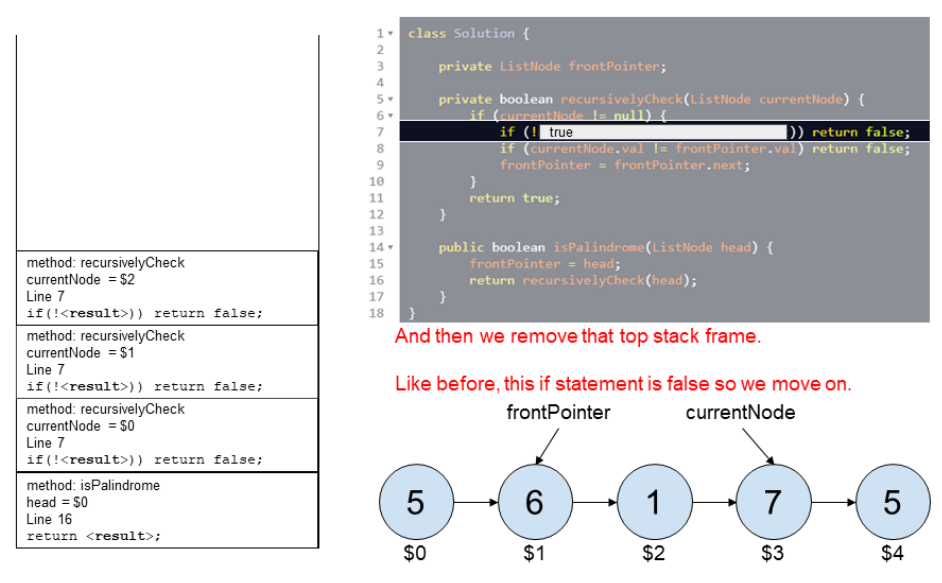 method: recursivelyCheck
currentNode = $2
Line 7
if(!<result>)) return false;
method: recursivelyCheck
currentNode = $1
Line 7
if(!<result>)) return false;
method: recursivelyCheck
currentNode = $0
Line 7
if(!<result>)) return false;
method: isPalindrome
head = $0
Line 16
return <result>;
1 class Solution {
2
3 private ListNode frontPointer;
4
5 private boolean recursivelyCheck(ListNode currentNode) {
6 if (currentNode != null) {
7 if (! true )) return false;
8 if (currentNode.val != frontPointer.val) return false;
9 frontPointer = frontPointer.next;
10 }
11 return true;
12 }
13
14 public boolean isPalindrome(ListNode head) {
15 frontPointer = head;
16 return recursivelyCheck(head);
17 }
18 }
And then we remove that top stack frame.
Like before, this if statement is false so we move on.
frontPointer currentNode
5 6 1 7 5
$0 $1 $2 $3 $4